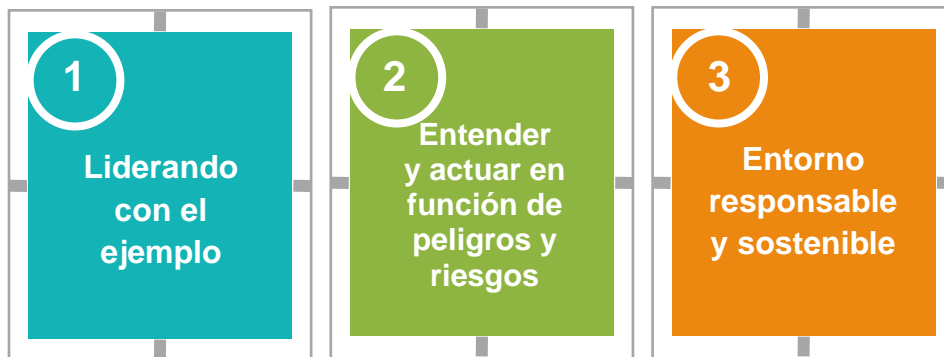 1
Liderando
con el
ejemplo
2
Entender
y actuar en
función de
peligros y
riesgos
3
Entorno
responsable
y sostenible